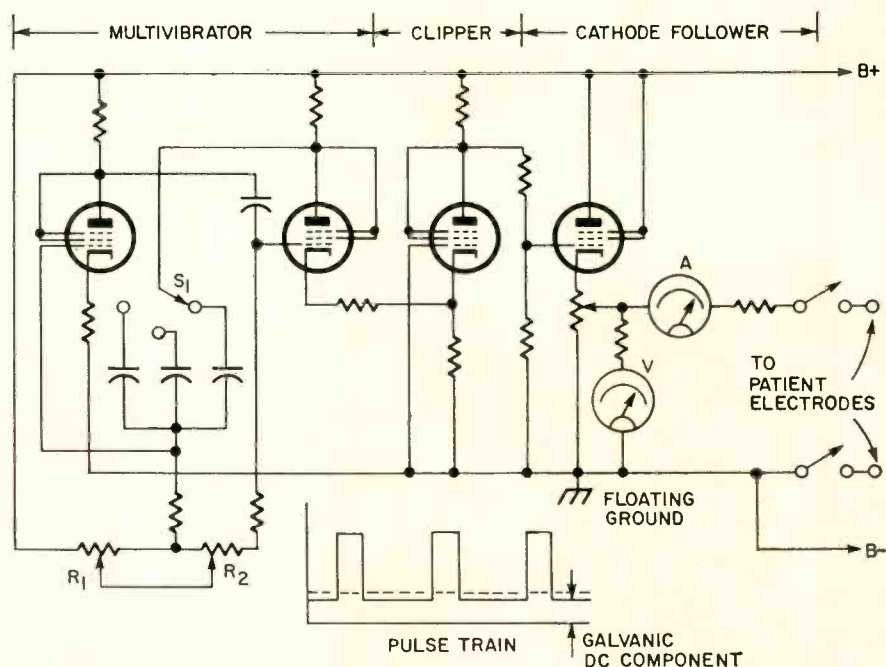 MULTIVIBRATOR
CLIPPER
CATHODE FOLLOWER
B+
S1
A
V
TO
PATIENT
ELECTRODES
FLOATING
GROUND
R1
R2
B-
PULSE TRAIN
GALVANIC
DC COMPONENT